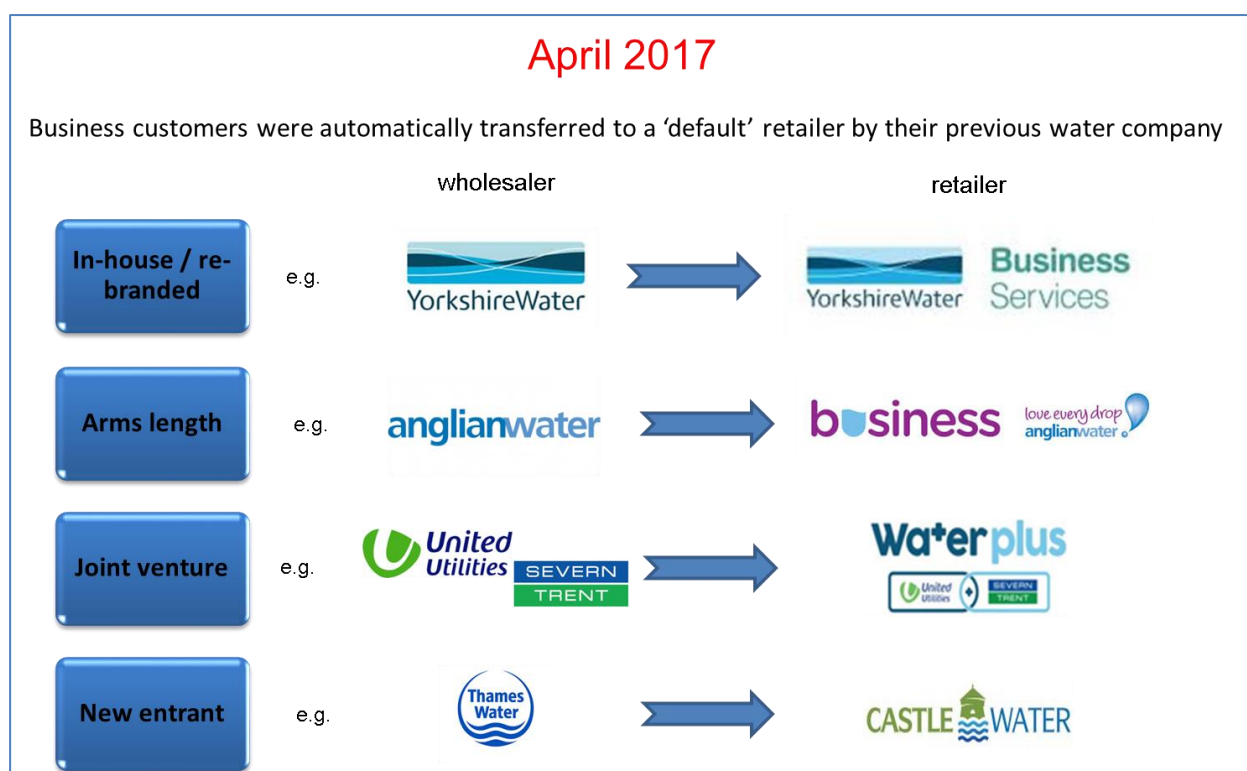 April 2017
Business customers were automatically transferred to a ‘default’ retailer by their previous water company
wholesaler
retailer
In-house / re-
branded
e.g.
YorkshireWater
YorkshireWater
Business
Services
Arms length
e.g.
anglianwater
business
love every drop
anglianwater
Joint venture
e.g.
United
Utilities
SEVERN
TRENT
Water plus
United
Utilities
SEVERN
TRENT
New entrant
e.g.
Thames
Water
CASTLE WATER